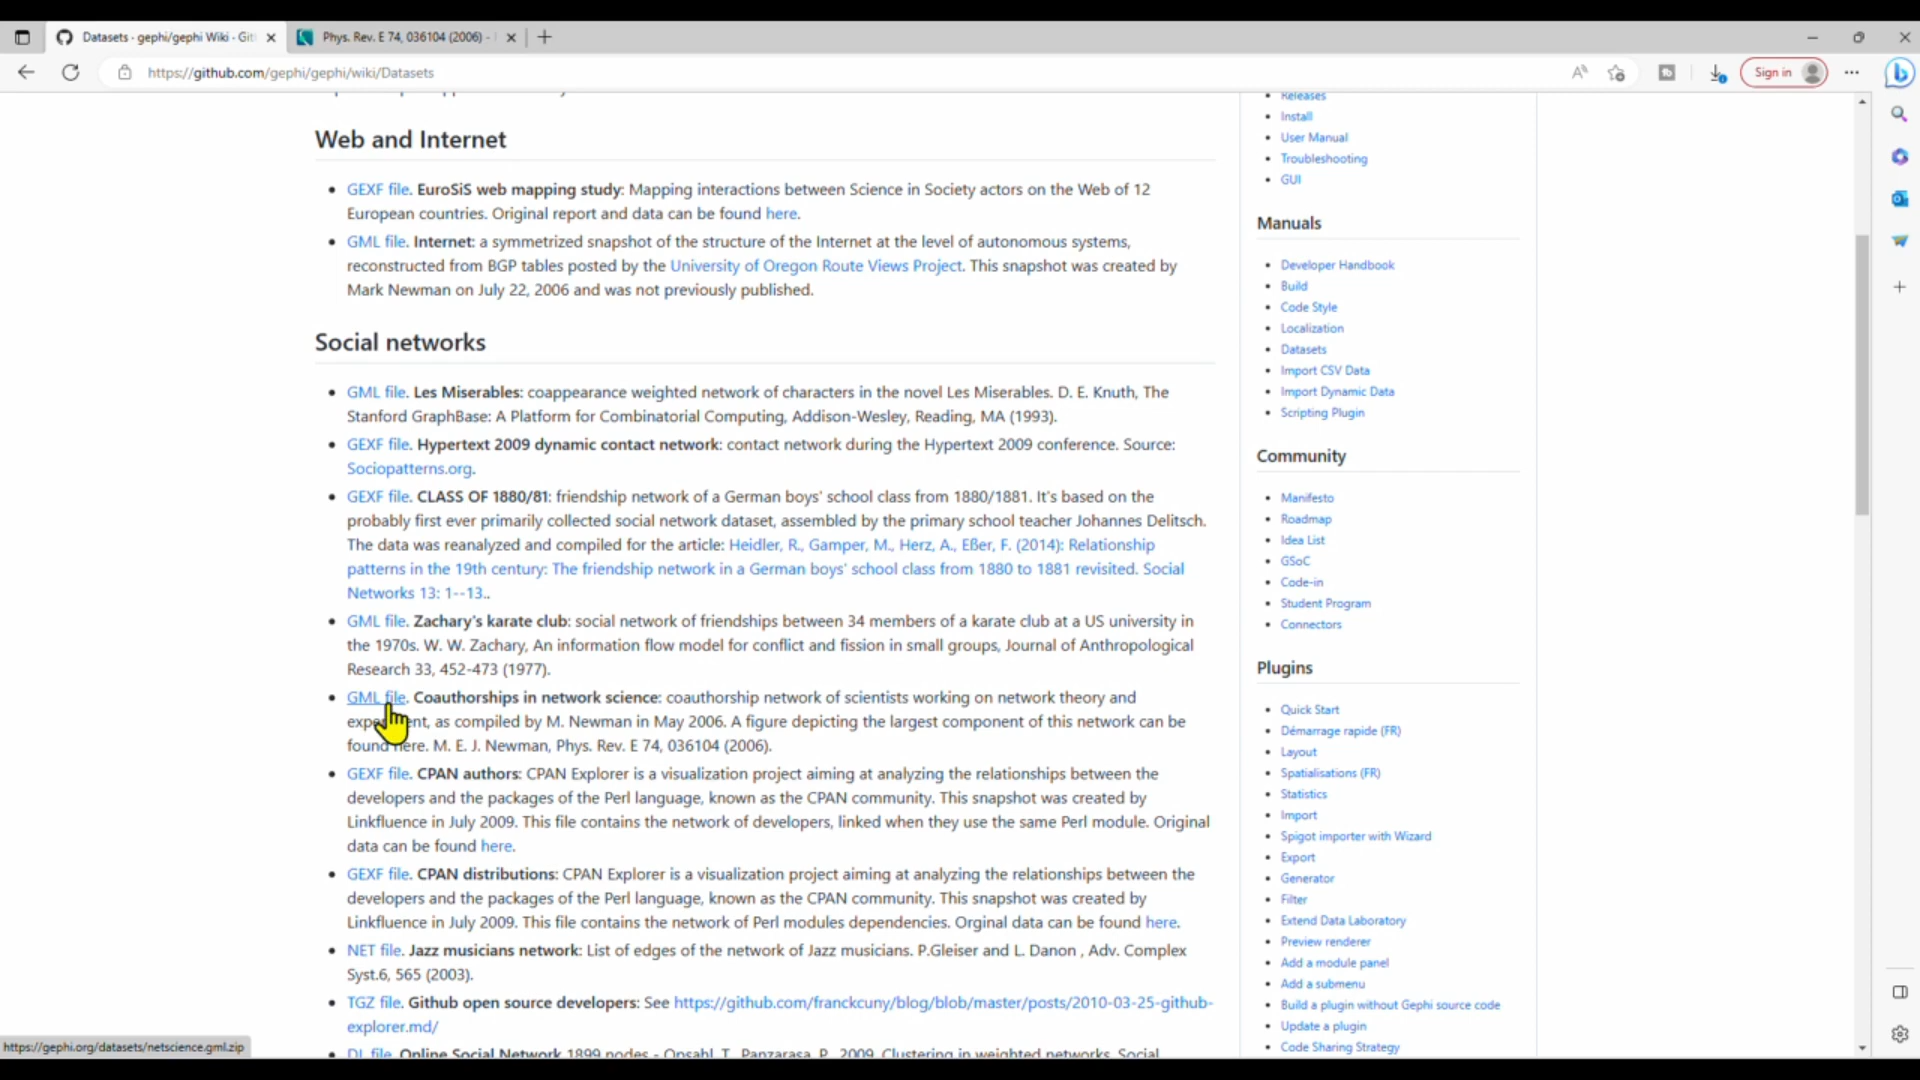 Datasets · gephi/gephi Wiki · Git
Phys. Rev. E 74, 036104 (2006) -
https://github.com/gephi/gephi/wiki/Datasets
Sign in
Web and Internet
GEXF file. EuroSiS web mapping study: Mapping interactions between Science in Society actors on the Web of 12
European countries. Original report and data can be found here.
GML file. Internet: a symmetrized snapshot of the structure of the Internet at the level of autonomous systems,
reconstructed from BGP tables posted by the University of Oregon Route Views Project. This snapshot was created by
Mark Newman on July 22, 2006 and was not previously published.
Social networks
GML file. Les Miserables: coappearance weighted network of characters in the novel Les Miserables. D. E. Knuth, The
Stanford GraphBase: A Platform for Combinatorial Computing, Addison-Wesley, Reading, MA (1993).
GEXF file. Hypertext 2009 dynamic contact network: contact network during the Hypertext 2009 conference. Source:
Sociopatterns.org.
GEXF file. CLASS OF 1880/81: friendship network of a German boys' school class from 1880/1881. It's based on the
probably first ever primarily collected social network dataset, assembled by the primary school teacher Johannes Delitsch.
The data was reanalyzed and compiled for the article: Heidler, R., Gamper, M., Herz, A., Eßer, F. (2014): Relationship
patterns in the 19th century: The friendship network in a German boys' school class from 1880 to 1881 revisited. Social
Networks 13: 1--13..
GML file. Zachary's karate club: social network of friendships between 34 members of a karate club at a US university in
the 1970s. W. W. Zachary, An information flow model for conflict and fission in small groups, Journal of Anthropological
Research 33, 452-473 (1977).
GML file. Coauthorships in network science: coauthorship network of scientists working on network theory and
experiment, as compiled by M. Newman in May 2006. A figure depicting the largest component of this network can be
found here. M. E. J. Newman, Phys. Rev. E 74, 036104 (2006).
GEXF file. CPAN authors: CPAN Explorer is a visualization project aiming at analyzing the relationships between the
developers and the packages of the Perl language, known as the CPAN community. This snapshot was created by
Linkfluence in July 2009. This file contains the network of developers, linked when they use the same Perl module. Original
data can be found here.
GEXF file. CPAN distributions: CPAN Explorer is a visualization project aiming at analyzing the relationships between the
developers and the packages of the Perl language, known as the CPAN community. This snapshot was created by
Linkfluence in July 2009. This file contains the network of Perl modules dependencies. Orginal data can be found here.
NET file. Jazz musicians network: List of edges of the network of Jazz musicians. P.Gleiser and L. Danon , Adv. Complex
Syst.6, 565 (2003).
TGZ file. Github open source developers: See https://github.com/franckcuny/blog/blob/master/posts/2010-03-25-github-
explorer.md/
DL file. Online Social Network 1899 nodes - Opsahl, T., Panzarasa, P., 2009. Clustering in weighted networks. Social
https://gephi.org/datasets/netscience.gml.zip
Releases
Install
User Manual
Troubleshooting
GUI
Manuals
Developer Handbook
Build
Code Style
Localization
Datasets
Import CSV Data
Import Dynamic Data
Scripting Plugin
Community
Manifesto
Roadmap
Idea List
GSoC
Code-in
Student Program
Connectors
Plugins
Quick Start
Démarrage rapide (FR)
Layout
Spatialisations (FR)
Statistics
Import
Spigot importer with Wizard
Export
Generator
Filter
Extend Data Laboratory
Preview renderer
Add a module panel
Add a submenu
Build a plugin without Gephi source code
Update a plugin
Code Sharing Strategy